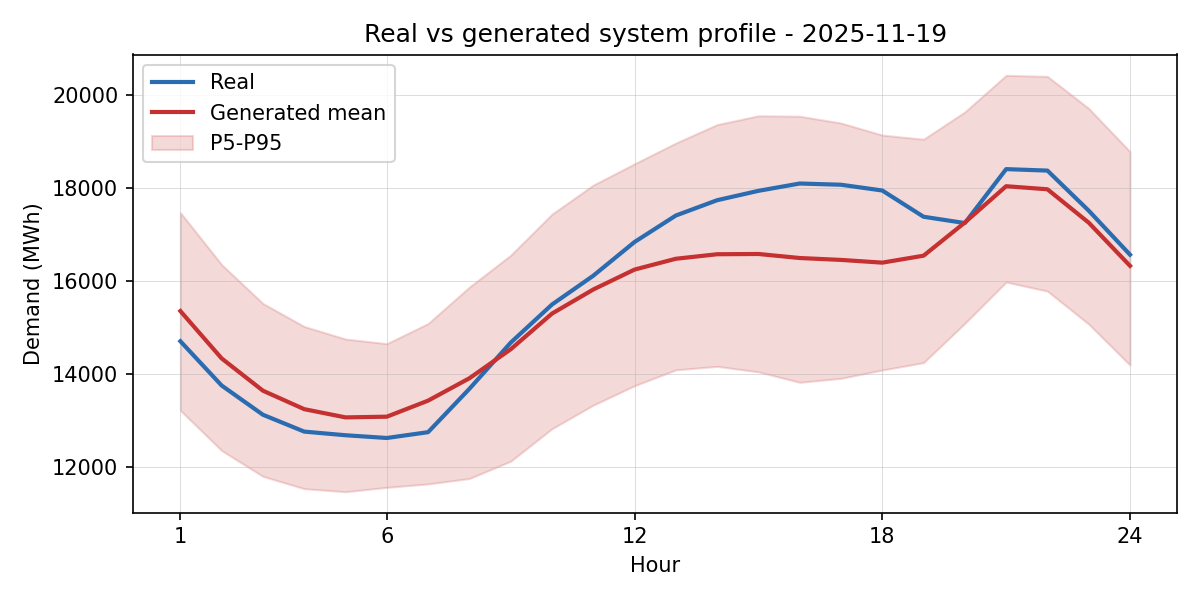 Real vs generated system profile - 2025-11-19
Real
Generated mean
P5-P95
Demand (MWh)
20000
18000
16000
14000
12000
1 6 12 18 24
Hour